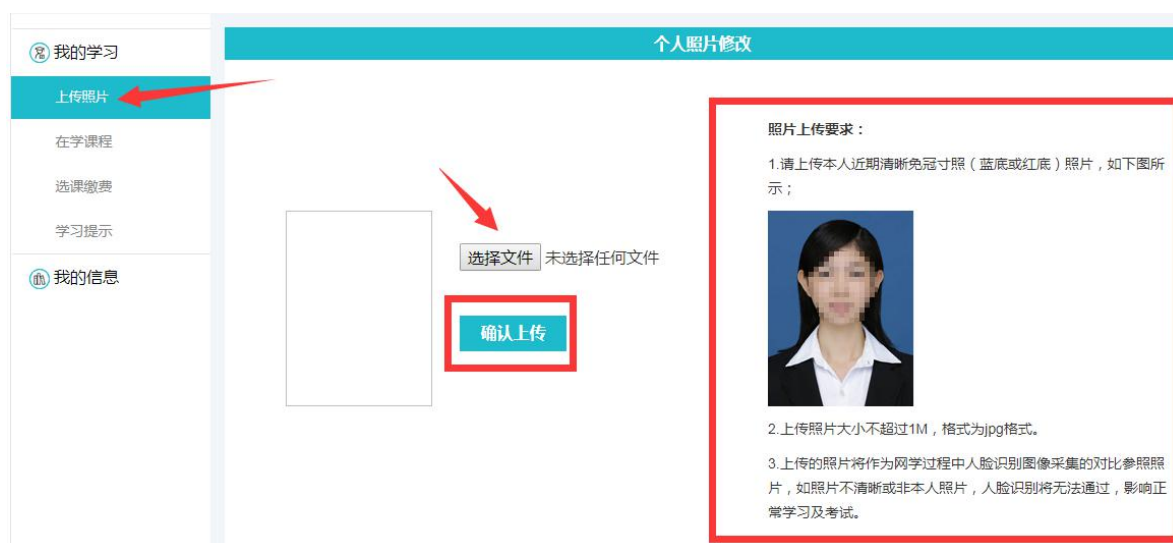 我的学习
上传照片
在学课程
选课缴费
学习提示
我的信息
个人照片修改
选择文件 未选择任何文件
确认上传
照片上传要求：
1.请上传本人近期清晰免冠寸照（蓝底或红底）照片，如下图所
示；
2.上传照片大小不超过1M，格式为jpg格式。
3.上传的照片将作为网学过程中人脸识别图像采集的对比参照照
片，如照片不清晰或非本人照片，人脸识别将无法通过，影响正
常学习及考试。